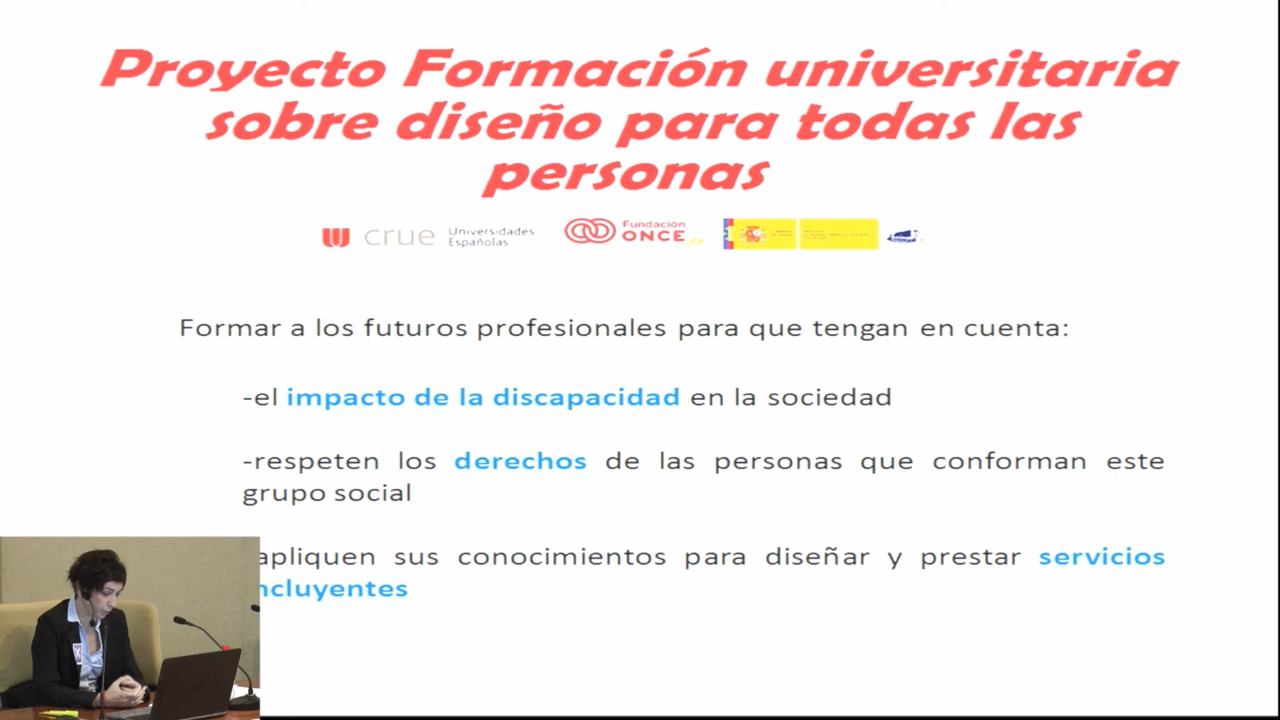 Proyecto Formación universitaria
sobre diseño para todas las
personas
crue
Universidades
Españolas
Fundación
ONCE
Formar a los futuros profesionales para que tengan en cuenta:
-el impacto de la discapacidad en la sociedad
-respeten los derechos de las personas que conforman este
grupo social
apliquen sus conocimientos para diseñar y prestar servicios
ncluyentes